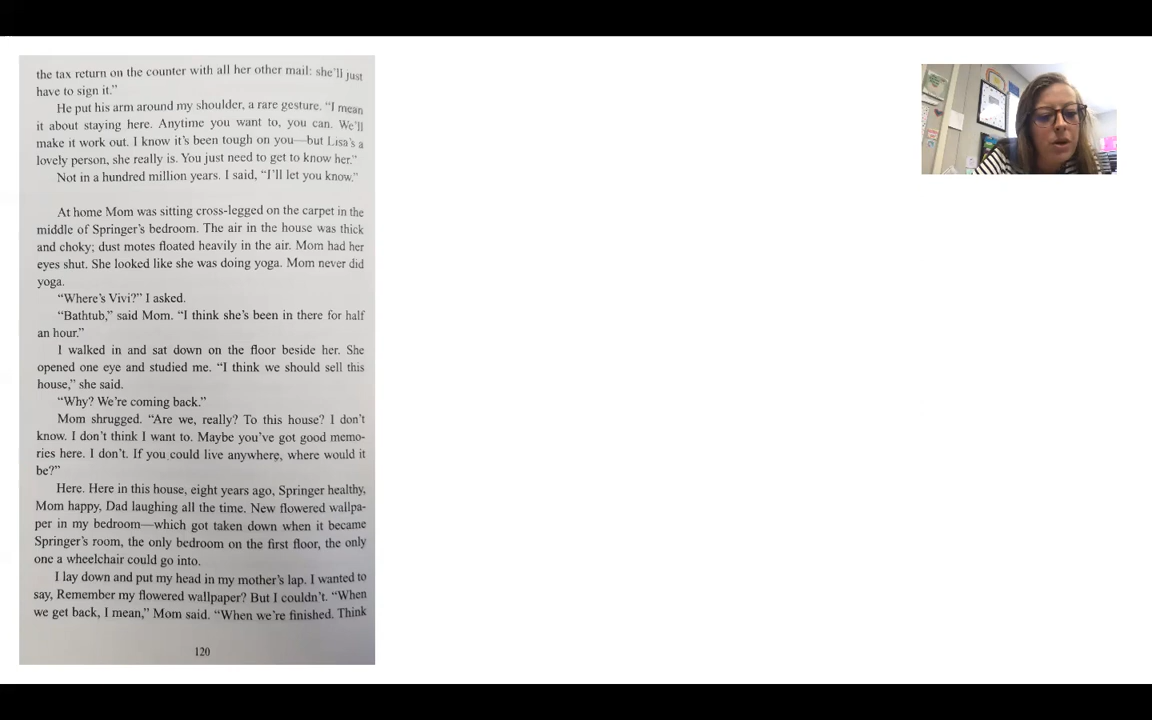 the tax return on the counter with all her other mail: she'll just
have to sign it."
He put his arm around my shoulder, a rare gesture. "I mean
it about staying here. Anytime you want to, you can. We'll
make it work out. I know it's been tough on you—but Lisa's a
lovely person, she really is. You just need to get to know her."
Not in a hundred million years. I said, "I'll let you know."
At home Mom was sitting cross-legged on the carpet in the
middle of Springer's bedroom. The air in the house was thick
and choky; dust motes floated heavily in the air. Mom had her
eyes shut. She looked like she was doing yoga. Mom never did
yoga.
"Where's Vivi?" I asked.
"Bathtub," said Mom. "I think she's been in there for half
an hour."
I walked in and sat down on the floor beside her. She
opened one eye and studied me. "I think we should sell this
house," she said.
"Why? We're coming back."
Mom shrugged. "Are we, really? To this house? I don't
know. I don't think I want to. Maybe you've got good memo-
ries here. I don't. If you could live anywhere, where would it
be?"
Here. Here in this house, eight years ago, Springer healthy,
Mom happy, Dad laughing all the time. New flowered wallpa-
per in my bedroom—which got taken down when it became
Springer's room, the only bedroom on the first floor, the only
one a wheelchair could go into.
I lay down and put my head in my mother's lap. I wanted to
say, Remember my flowered wallpaper? But I couldn't. "When
we get back, I mean," Mom said. "When we're finished. Think
120